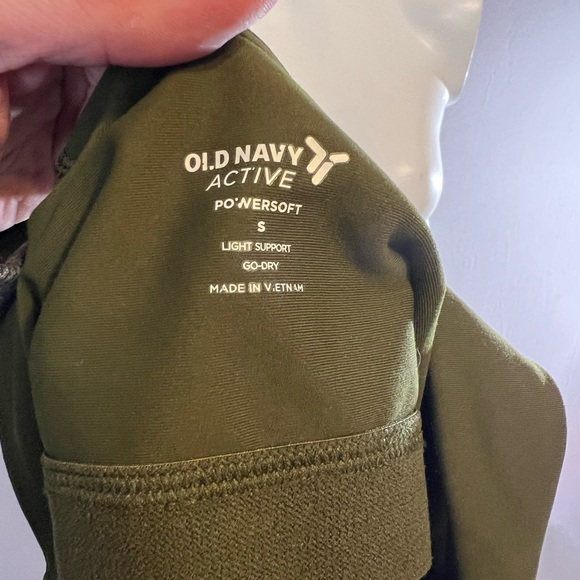 OLD NAVY
ACTIVE
POWERSOFT
S
LIGHT SUPPORT
GO-DRY
MADE IN VIETNAM